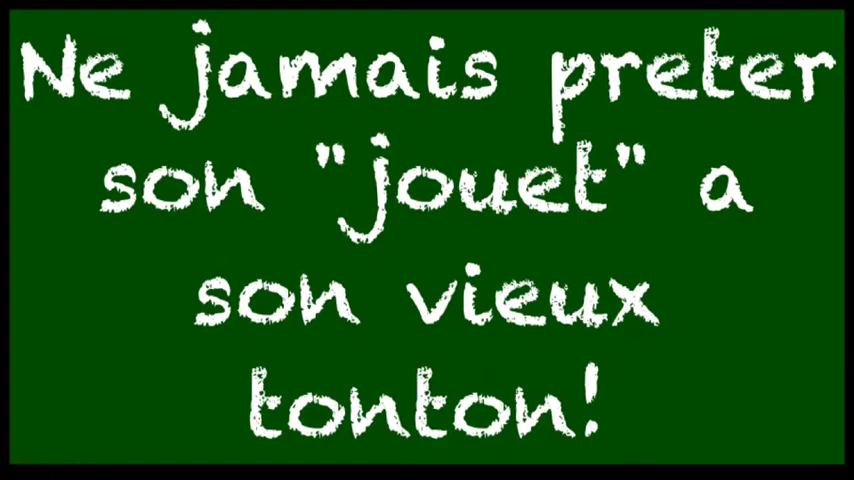 Ne jamais preter
son "jouet" a
son vieux
tonton!